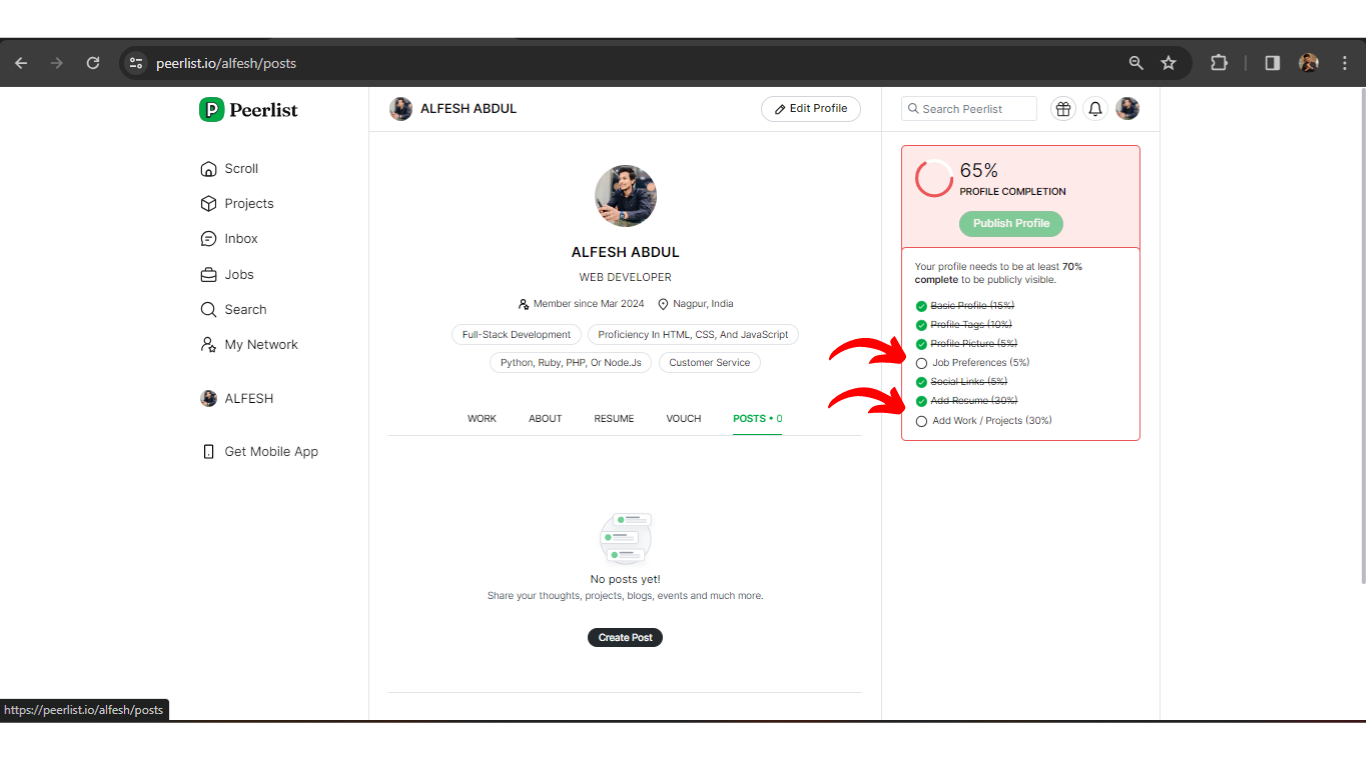 peerlist.io/alfesh/posts
Peerlist
Scroll
Projects
Inbox
Jobs
Search
My Network
ALFESH
Get Mobile App
ALFESH ABDUL
Edit Profile
ALFESH ABDUL
WEB DEVELOPER
Member since Mar 2024 Nagpur, India
Full-Stack Development Proficiency In HTML, CSS, And JavaScript
Python, Ruby, PHP, Or Node.Js Customer Service
WORK ABOUT RESUME VOUCH POSTS • 0
No posts yet!
Share your thoughts, projects, blogs, events and much more.
Create Post
Search Peerlist
65%
PROFILE COMPLETION
Publish Profile
Your profile needs to be at least 70%
complete to be publicly visible.
Basic Profile (15%)
Profile Tags (10%)
Profile Picture (5%)
Job Preferences (5%)
Social Links (5%)
Add Resume (30%)
Add Work / Projects (30%)
https://peerlist.io/alfesh/posts